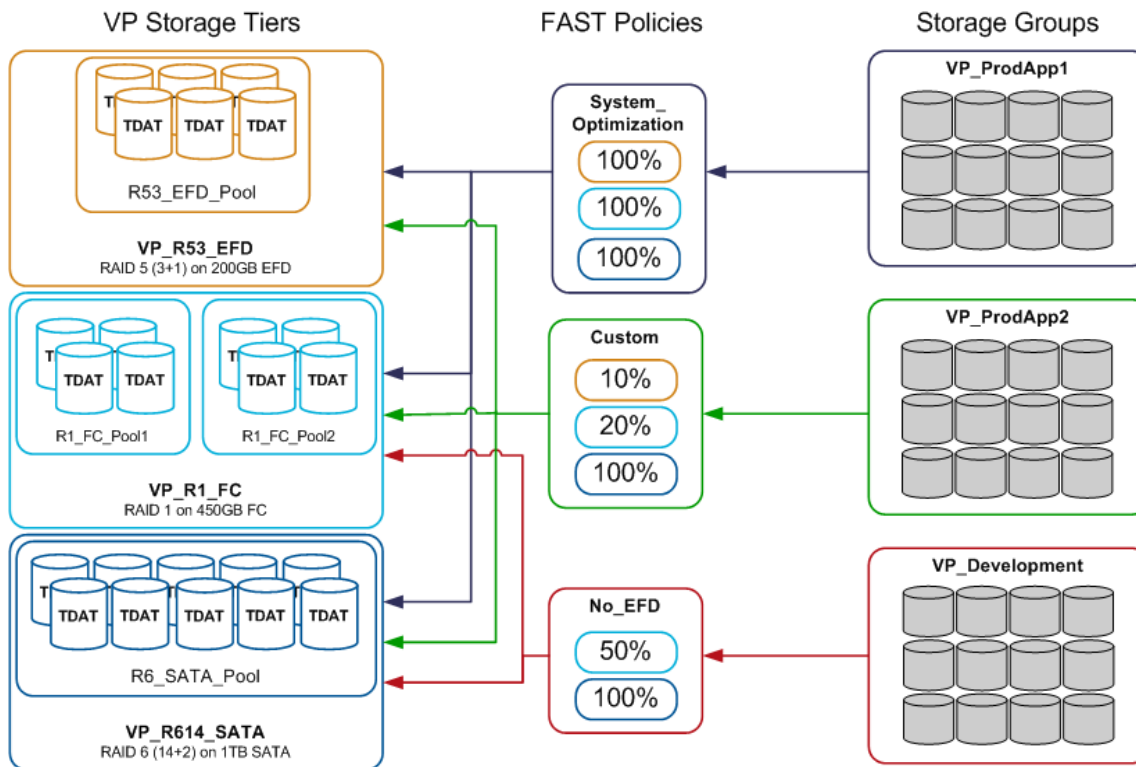 VP Storage Tiers
FAST Policies
Storage Groups
TDAT
TDAT
TDAT
R53_EFD_Pool
VP_R53_EFD
RAID 5 (3+1) on 200GB EFD
TDAT
TDAT
R1_FC_Pool1
TDAT
TDAT
R1_FC_Pool2
VP_R1_FC
RAID 1 on 450GB FC
TDAT
TDAT
TDAT
TDAT
TDAT
R6_SATA_Pool
VP_R614_SATA
RAID 6 (14+2) on 1TB SATA
System_
Optimization
100%
100%
100%
Custom
10%
20%
100%
No_EFD
50%
100%
VP_ProdApp1
VP_ProdApp2
VP_Development